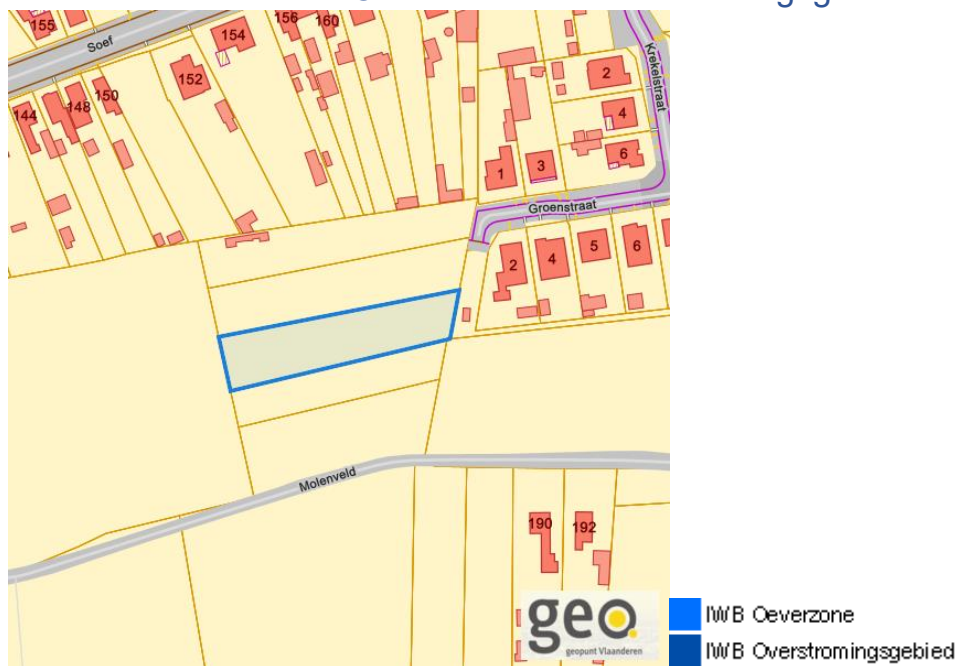 155
Soef
154
156
160
152
144
148
150
Krekelstraat
2
4
6
1
3
Groenstraat
2
4
5
6
Molenveld
190
192
geo
geopunt Vlaanderen
IWB Oeverzone
IWB Overstromingsgebied